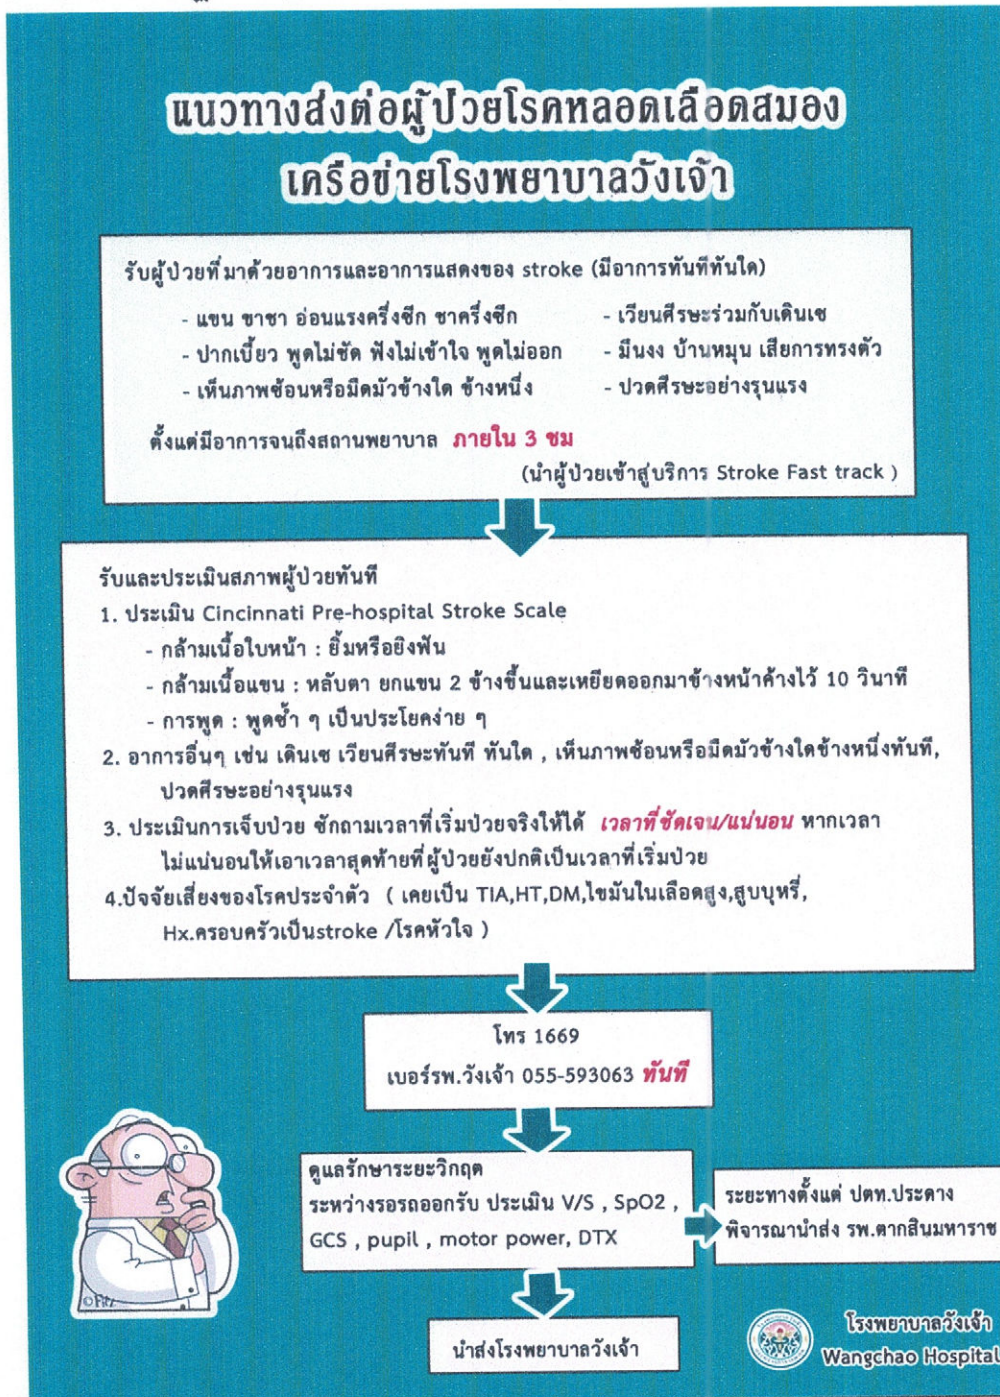 แนวทางส่งต่อผู้ป่วยโรคหลอดเลือดสมอง
เครือข่ายโรงพยาบาลวังเจ้า
รับผู้ป่วยที่มาด้วยอาการและอาการแสดงของ stroke (มีอาการทันทีทันใด)
- แขน ขาชา อ่อนแรงครึ่งซีก ชาครึ่งซีก
- ปากเบี้ยว พูดไม่ชัด ฟังไม่เข้าใจ พูดไม่ออก
- เห็นภาพซ้อนหรือมืดมัวข้างใด ข้างหนึ่ง
- เวียนศีรษะร่วมกับเดินเซ
- มึนงง บ้านหมุน เสียการทรงตัว
- ปวดศีรษะอย่างรุนแรง
ตั้งแต่มีอาการจนถึงสถานพยาบาล ภายใน 3 ชม
(นำผู้ป่วยเข้าสู่บริการ Stroke Fast track )
รับและประเมินสภาพผู้ป่วยทันที
1. ประเมิน Cincinnati Pre-hospital Stroke Scale
- กล้ามเนื้อใบหน้า : ยิ้มหรือยิงฟัน
- กล้ามเนื้อแขน : หลับตา ยกแขน 2 ข้างขึ้นและเหยียดออกมาข้างหน้าค้างไว้ 10 วินาที
- การพูด : พูดซ้ำ ๆ เป็นประโยคง่าย ๆ
2. อาการอื่นๆ เช่น เดินเซ เวียนศีรษะทันที ทันใด , เห็นภาพซ้อนหรือมืดมัวข้างใดข้างหนึ่งทันที,
ปวดศีรษะอย่างรุนแรง
3. ประเมินการเจ็บป่วย ซักถามเวลาที่เริ่มป่วยจริงให้ได้ เวลาที่ชัดเจน/แน่นอน หากเวลา
ไม่แน่นอนให้เอาเวลาสุดท้ายที่ผู้ป่วยยังปกติเป็นเวลาที่เริ่มป่วย
4.ปัจจัยเสี่ยงของโรคประจำตัว ( เคยเป็น TIA,HT,DM,ไขมันในเลือดสูง,สูบบุหรี่,
Hx.ครอบครัวเป็นstroke /โรคหัวใจ )
โทร 1669
เบอร์รพ.วังเจ้า 055-593063 ทันที
ดูแลรักษาระยะวิกฤต
ระหว่างรอรถออกรับ ประเมิน V/S , SpO2 ,
GCS , pupil , motor power, DTX
ระยะทางตั้งแต่ ปตท.ประดาง
พิจารณานำส่ง รพ.ตากสินมหาราช
นำส่งโรงพยาบาลวังเจ้า
โรงพยาบาลวังเจ้า
Wangchao Hospital